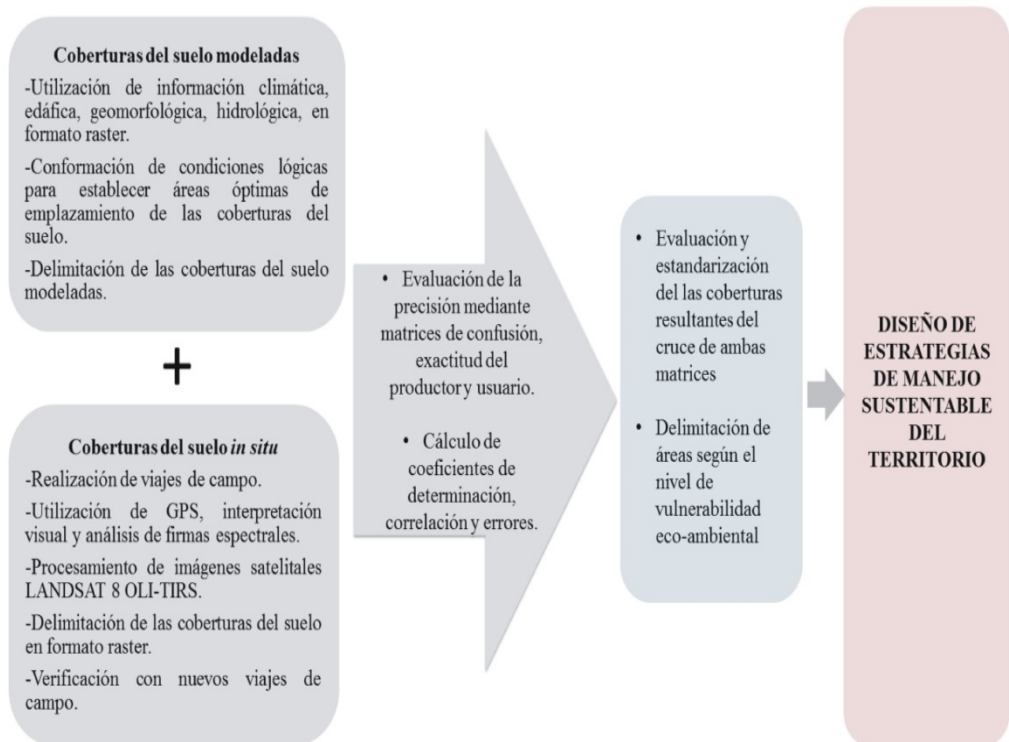 Coberturas del suelo modeladas
-Utilización de información climática,
edáfica, geomorfológica, hidrológica, en
formato raster.
-Conformación de condiciones lógicas
para establecer áreas óptimas de
emplazamiento de las coberturas del
suelo.
-Delimitación de las coberturas del suelo
modeladas.
+
Coberturas del suelo in situ
-Realización de viajes de campo.
-Utilización de GPS, interpretación
visual y análisis de firmas espectrales.
-Procesamiento de imágenes satelitales
LANDSAT 8 OLI-TIRS.
-Delimitación de las coberturas del suelo
en formato raster.
-Verificación con nuevos viajes de
campo.
• Evaluación de la
precisión mediante
matrices de confusión,
exactitud del
productor y usuario.
• Cálculo de
coeficientes de
determinación,
correlación y errores.
• Evaluación y
estandarización
del las coberturas
resultantes del
cruce de ambas
matrices
• Delimitación de
áreas según el
nivel de
vulnerabilidad
eco-ambiental
DISEÑO DE
ESTRATEGIAS
DE MANEJO
SUSTENTABLE
DEL
TERRITORIO